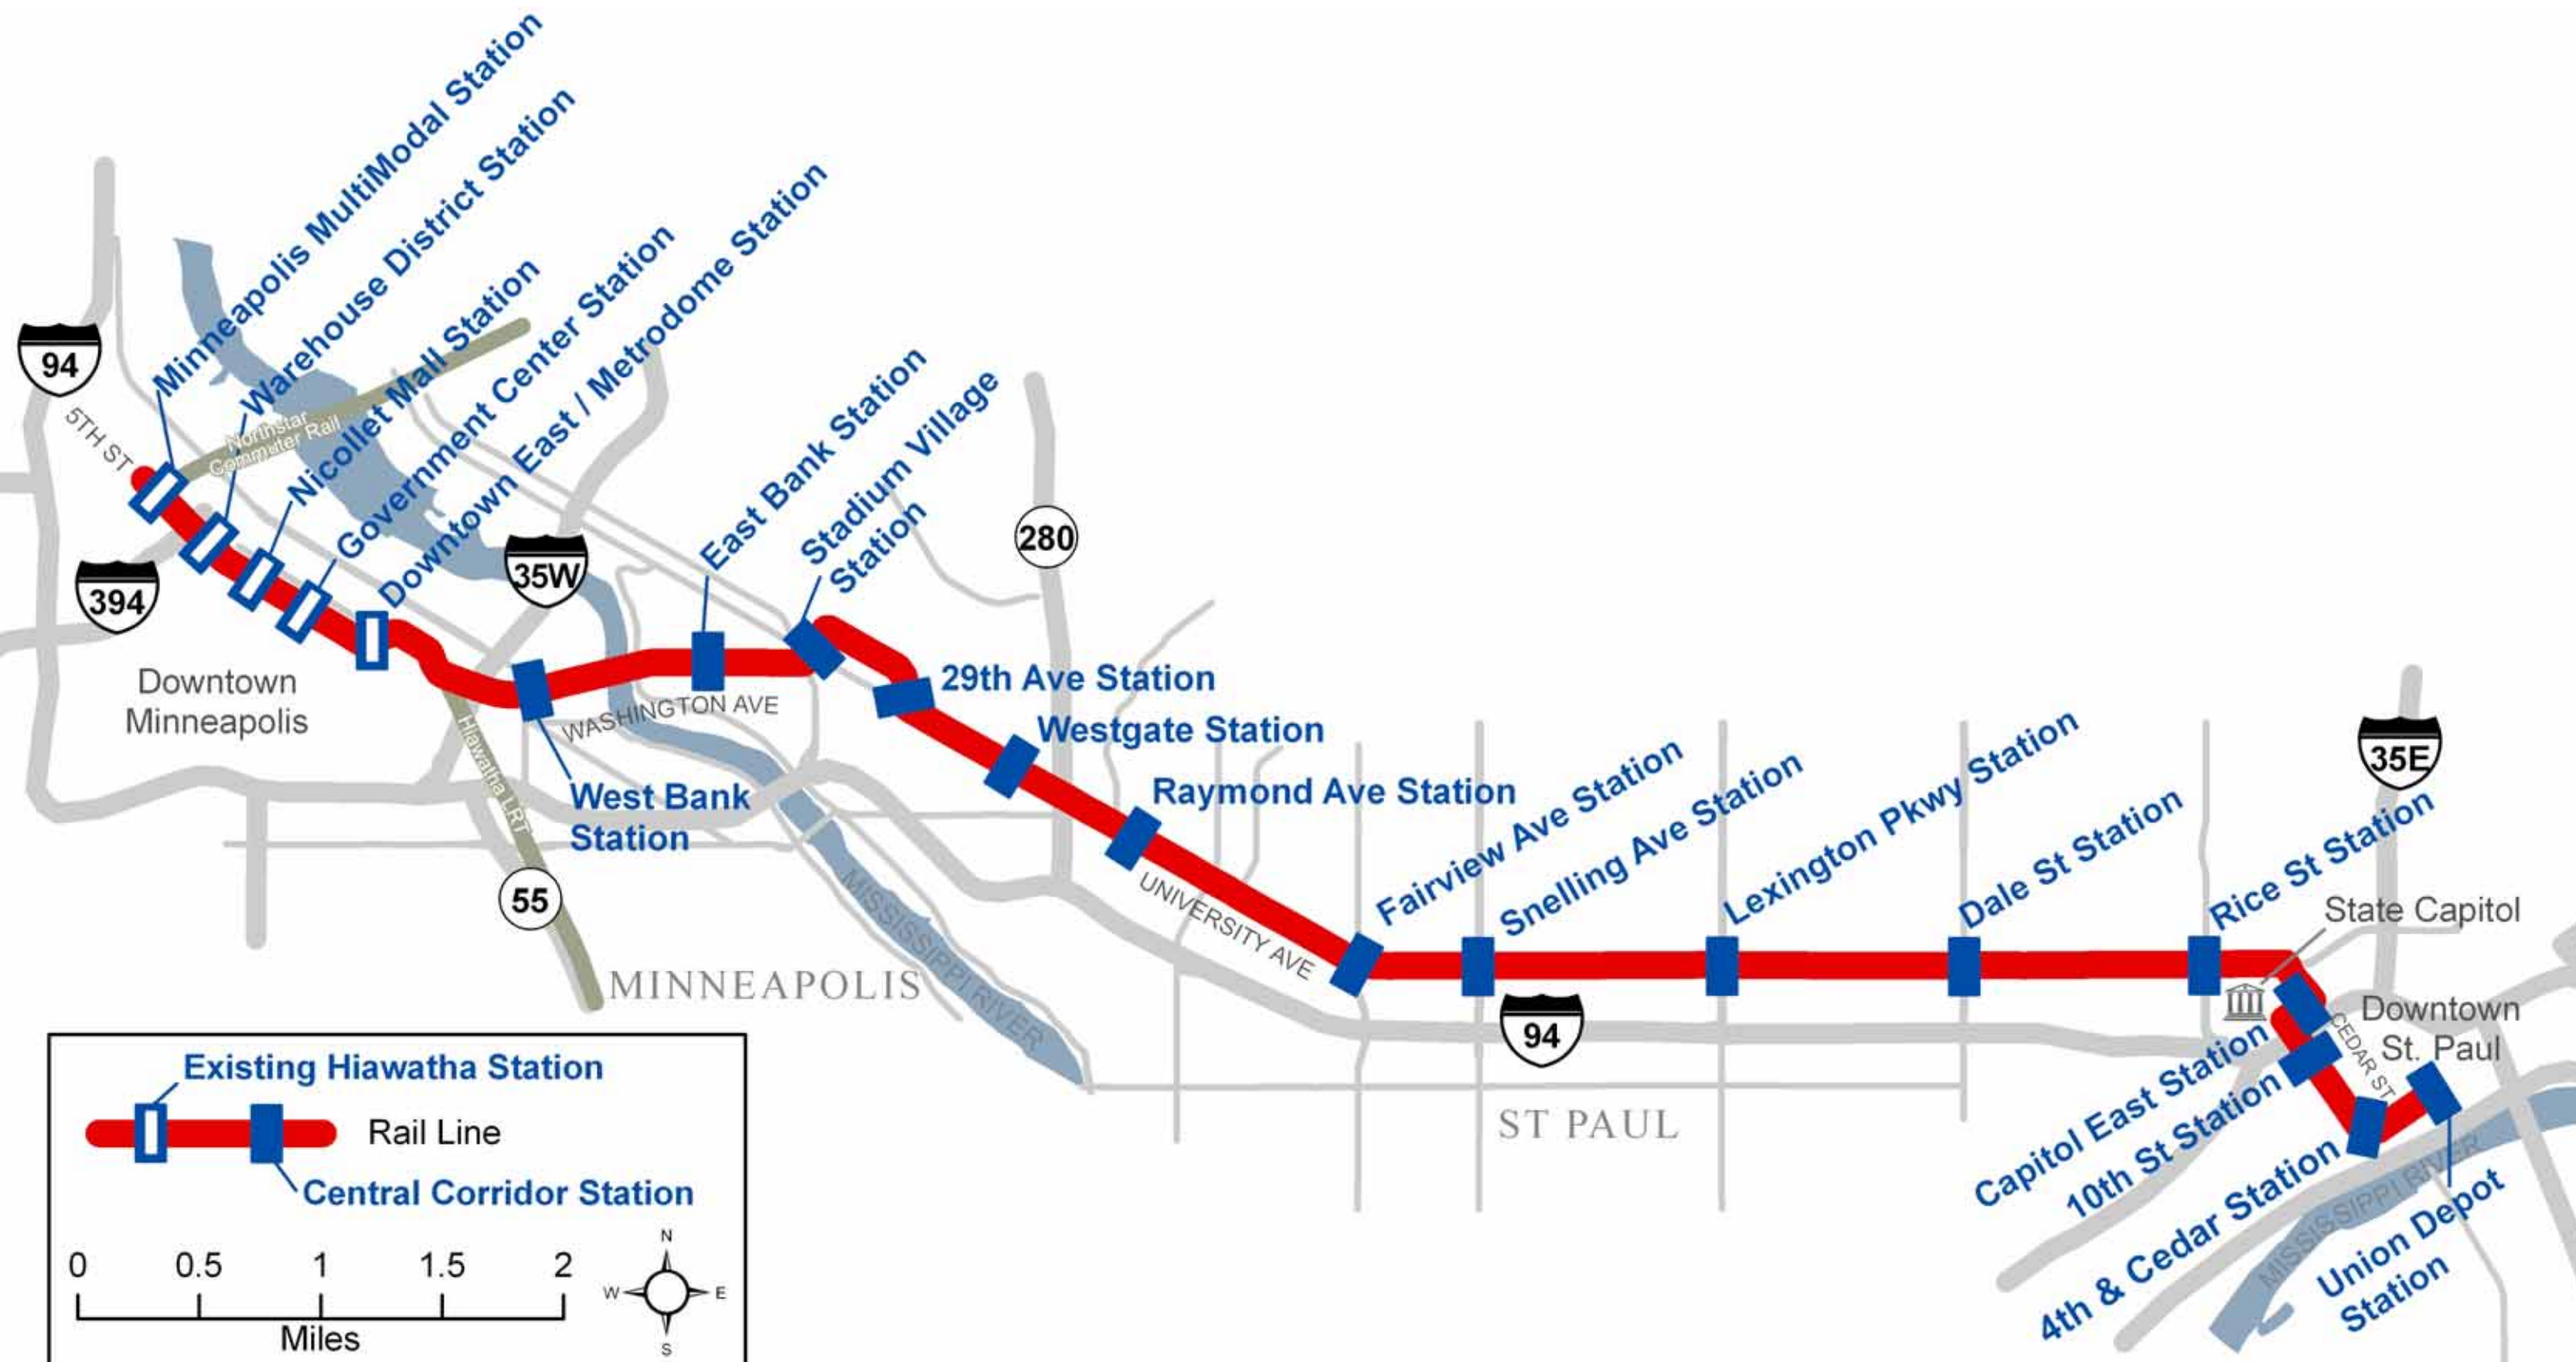 Minneapolis MultiModal Station
Warehouse District Station
Nicollet Mall Station
Government Center Station
Downtown East / Metrodome Station
East Bank Station
Stadium Village
Station
94
5TH ST
Northstar
Commuter Rail
394
35W
280
Downtown
Minneapolis
WASHINGTON AVE
Hiawatha LRT
West Bank
Station
55
29th Ave Station
Westgate Station
Raymond Ave Station
UNIVERSITY AVE
MISSISSIPPI RIVER
MINNEAPOLIS
Fairview Ave Station
Snelling Ave Station
Lexington Pkwy Station
Dale St Station
Rice St Station
35E
State Capitol
94
Downtown
St. Paul
CEDAR ST
ST PAUL
Capitol East Station
10th St Station
4th & Cedar Station
MISSISSIPPI RIVER
Union Depot
Station
Existing Hiawatha Station
Rail Line
Central Corridor Station
0 0.5 1 1.5 2
Miles
N
W E
S